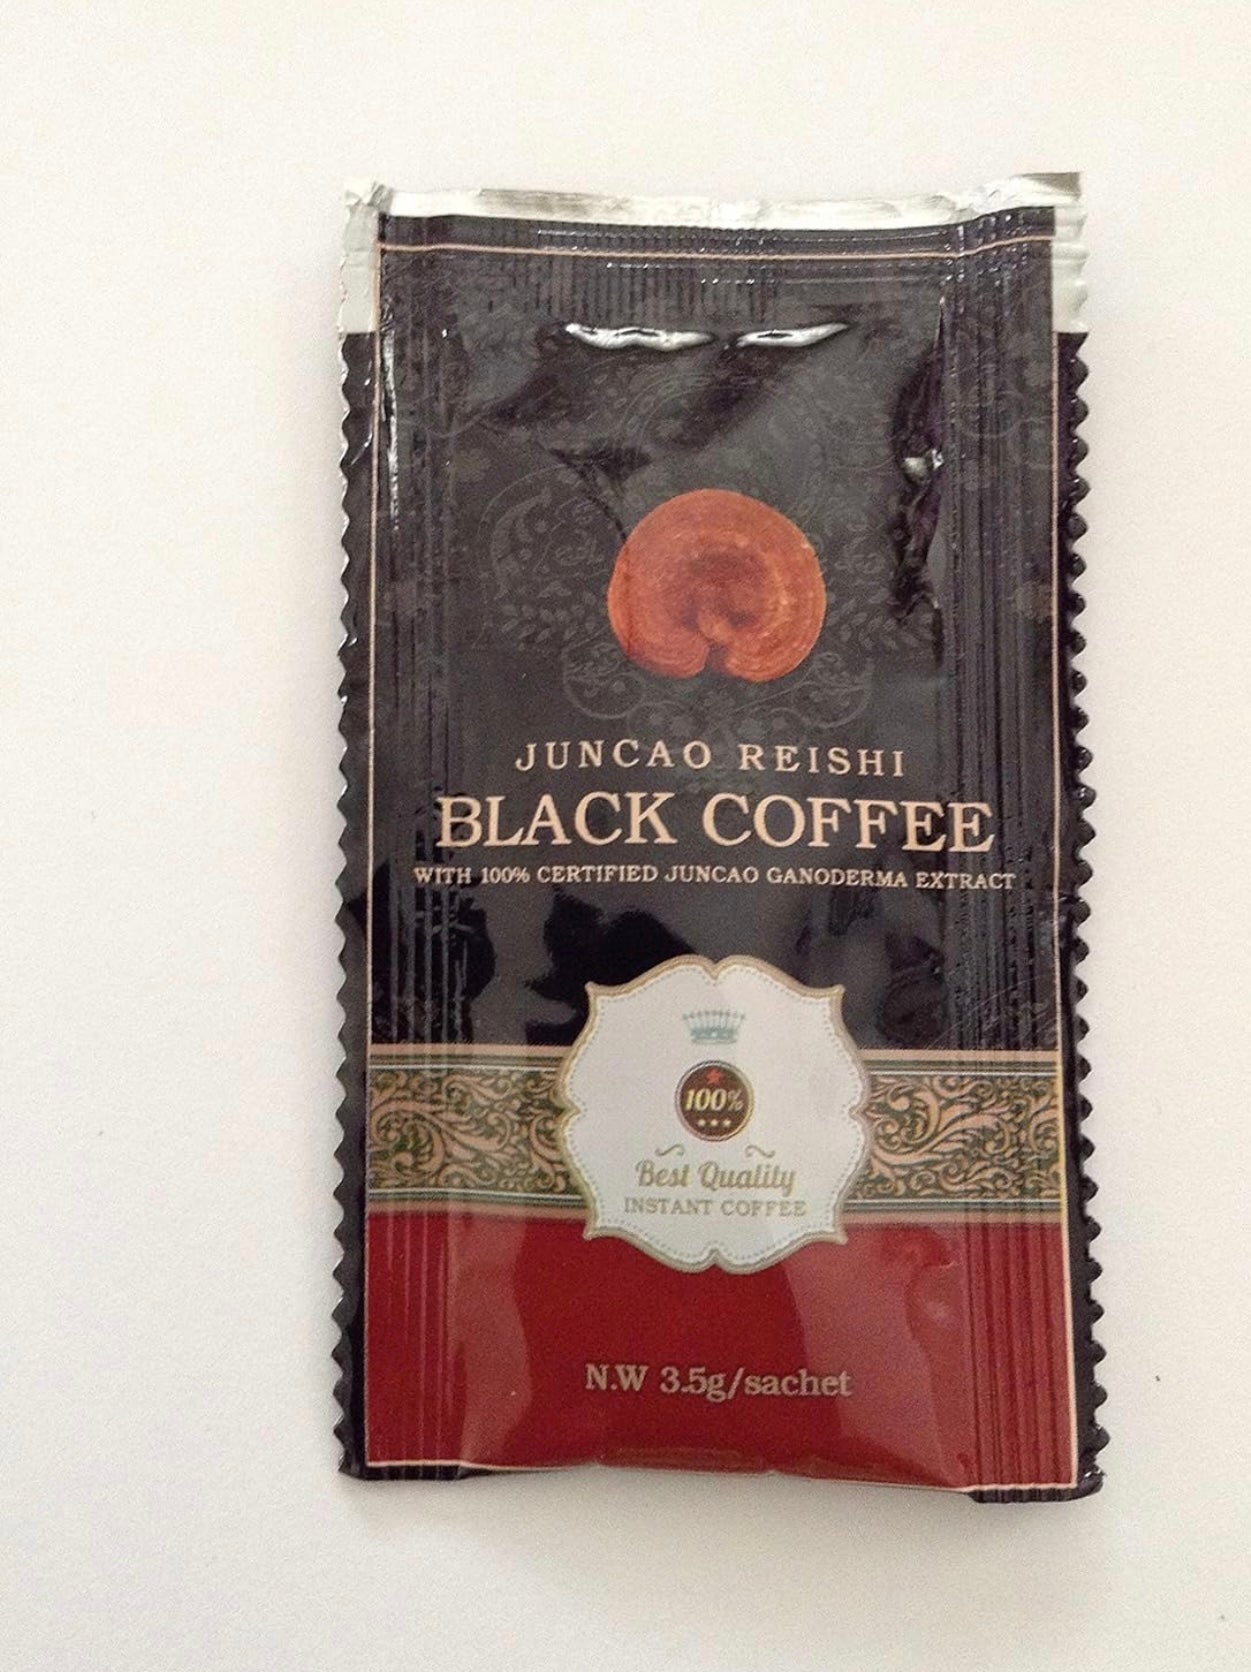 JUNCAO REISHI
BLACK COFFEE
WITH 100% CERTIFIED JUNCAO GANODERMA EXTRACT
100%
Best Quality
INSTANT COFFEE
N.W 3.5g/sachet